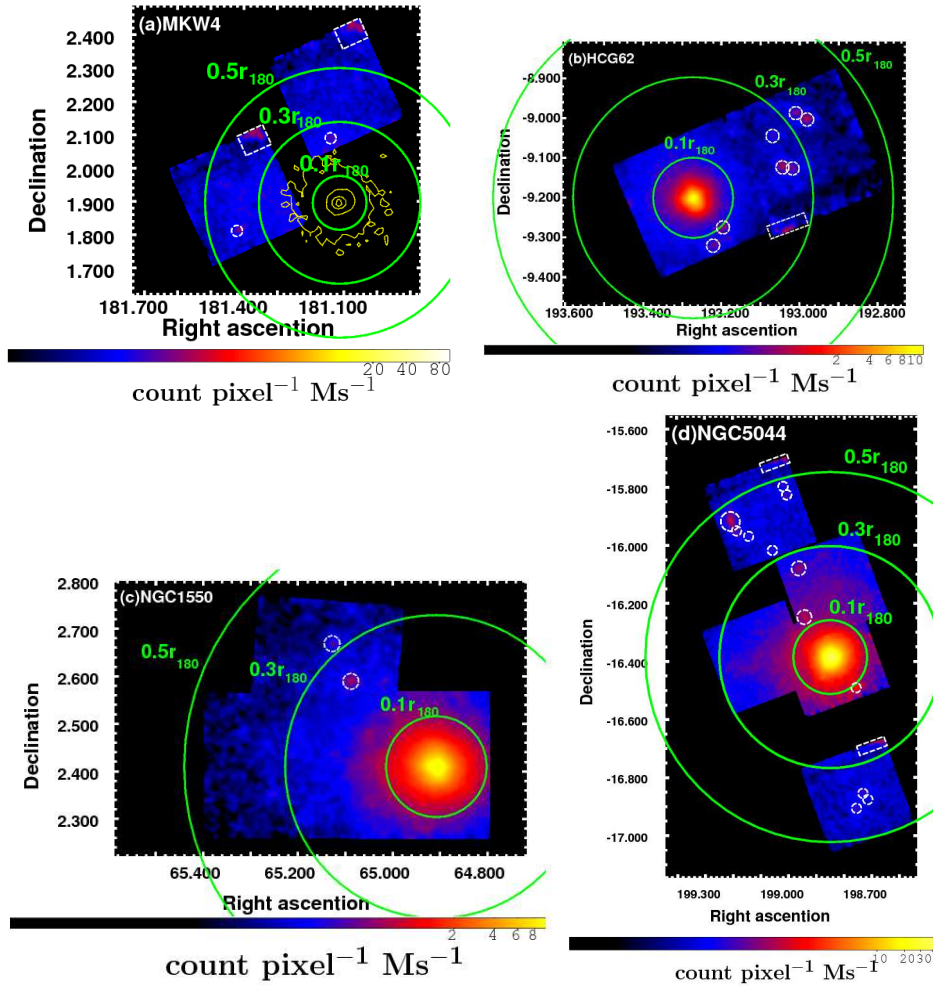 (a)MKW4
0.5r180
0.3r180
0.1r180
Declination
2.400
2.300
2.200
2.100
2.000
1.900
1.800
1.700
181.700 181.400 181.100
Right ascention
20 40 80
count pixel⁻¹ Ms⁻¹
(b)HCG62
0.5r180
0.3r180
0.1r180
Declination
-8.900
-9.000
-9.100
-9.200
-9.300
-9.400
193.600 193.400 193.200 193.000 192.800
Right ascention
2 4 6 8 10
count pixel⁻¹ Ms⁻¹
(c)NGC1550
0.5r180
0.3r180
0.1r180
Declination
2.800
2.700
2.600
2.500
2.400
2.300
65.400 65.200 65.000 64.800
Right ascention
2 4 6 8
count pixel⁻¹ Ms⁻¹
(d)NGC5044
0.5r180
0.3r180
0.1r180
Declination
-15.600
-15.800
-16.000
-16.200
-16.400
-16.600
-16.800
-17.000
199.300 199.000 198.700
Right ascention
10 20 30
count pixel⁻¹ Ms⁻¹